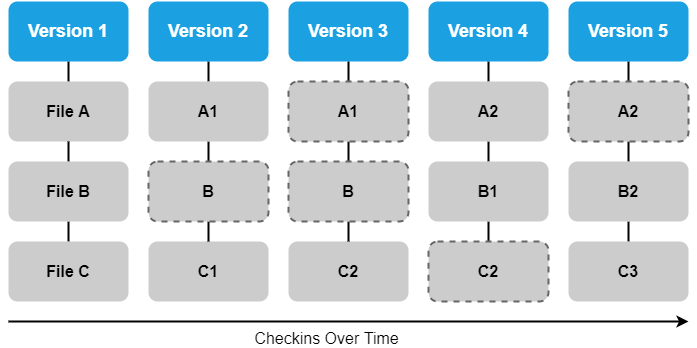 Version 1 Version 2 Version 3 Version 4 Version 5
File A A1 A1 A2 A2
File B B B B1 B2
File C C1 C2 C2 C3
Checkins Over Time